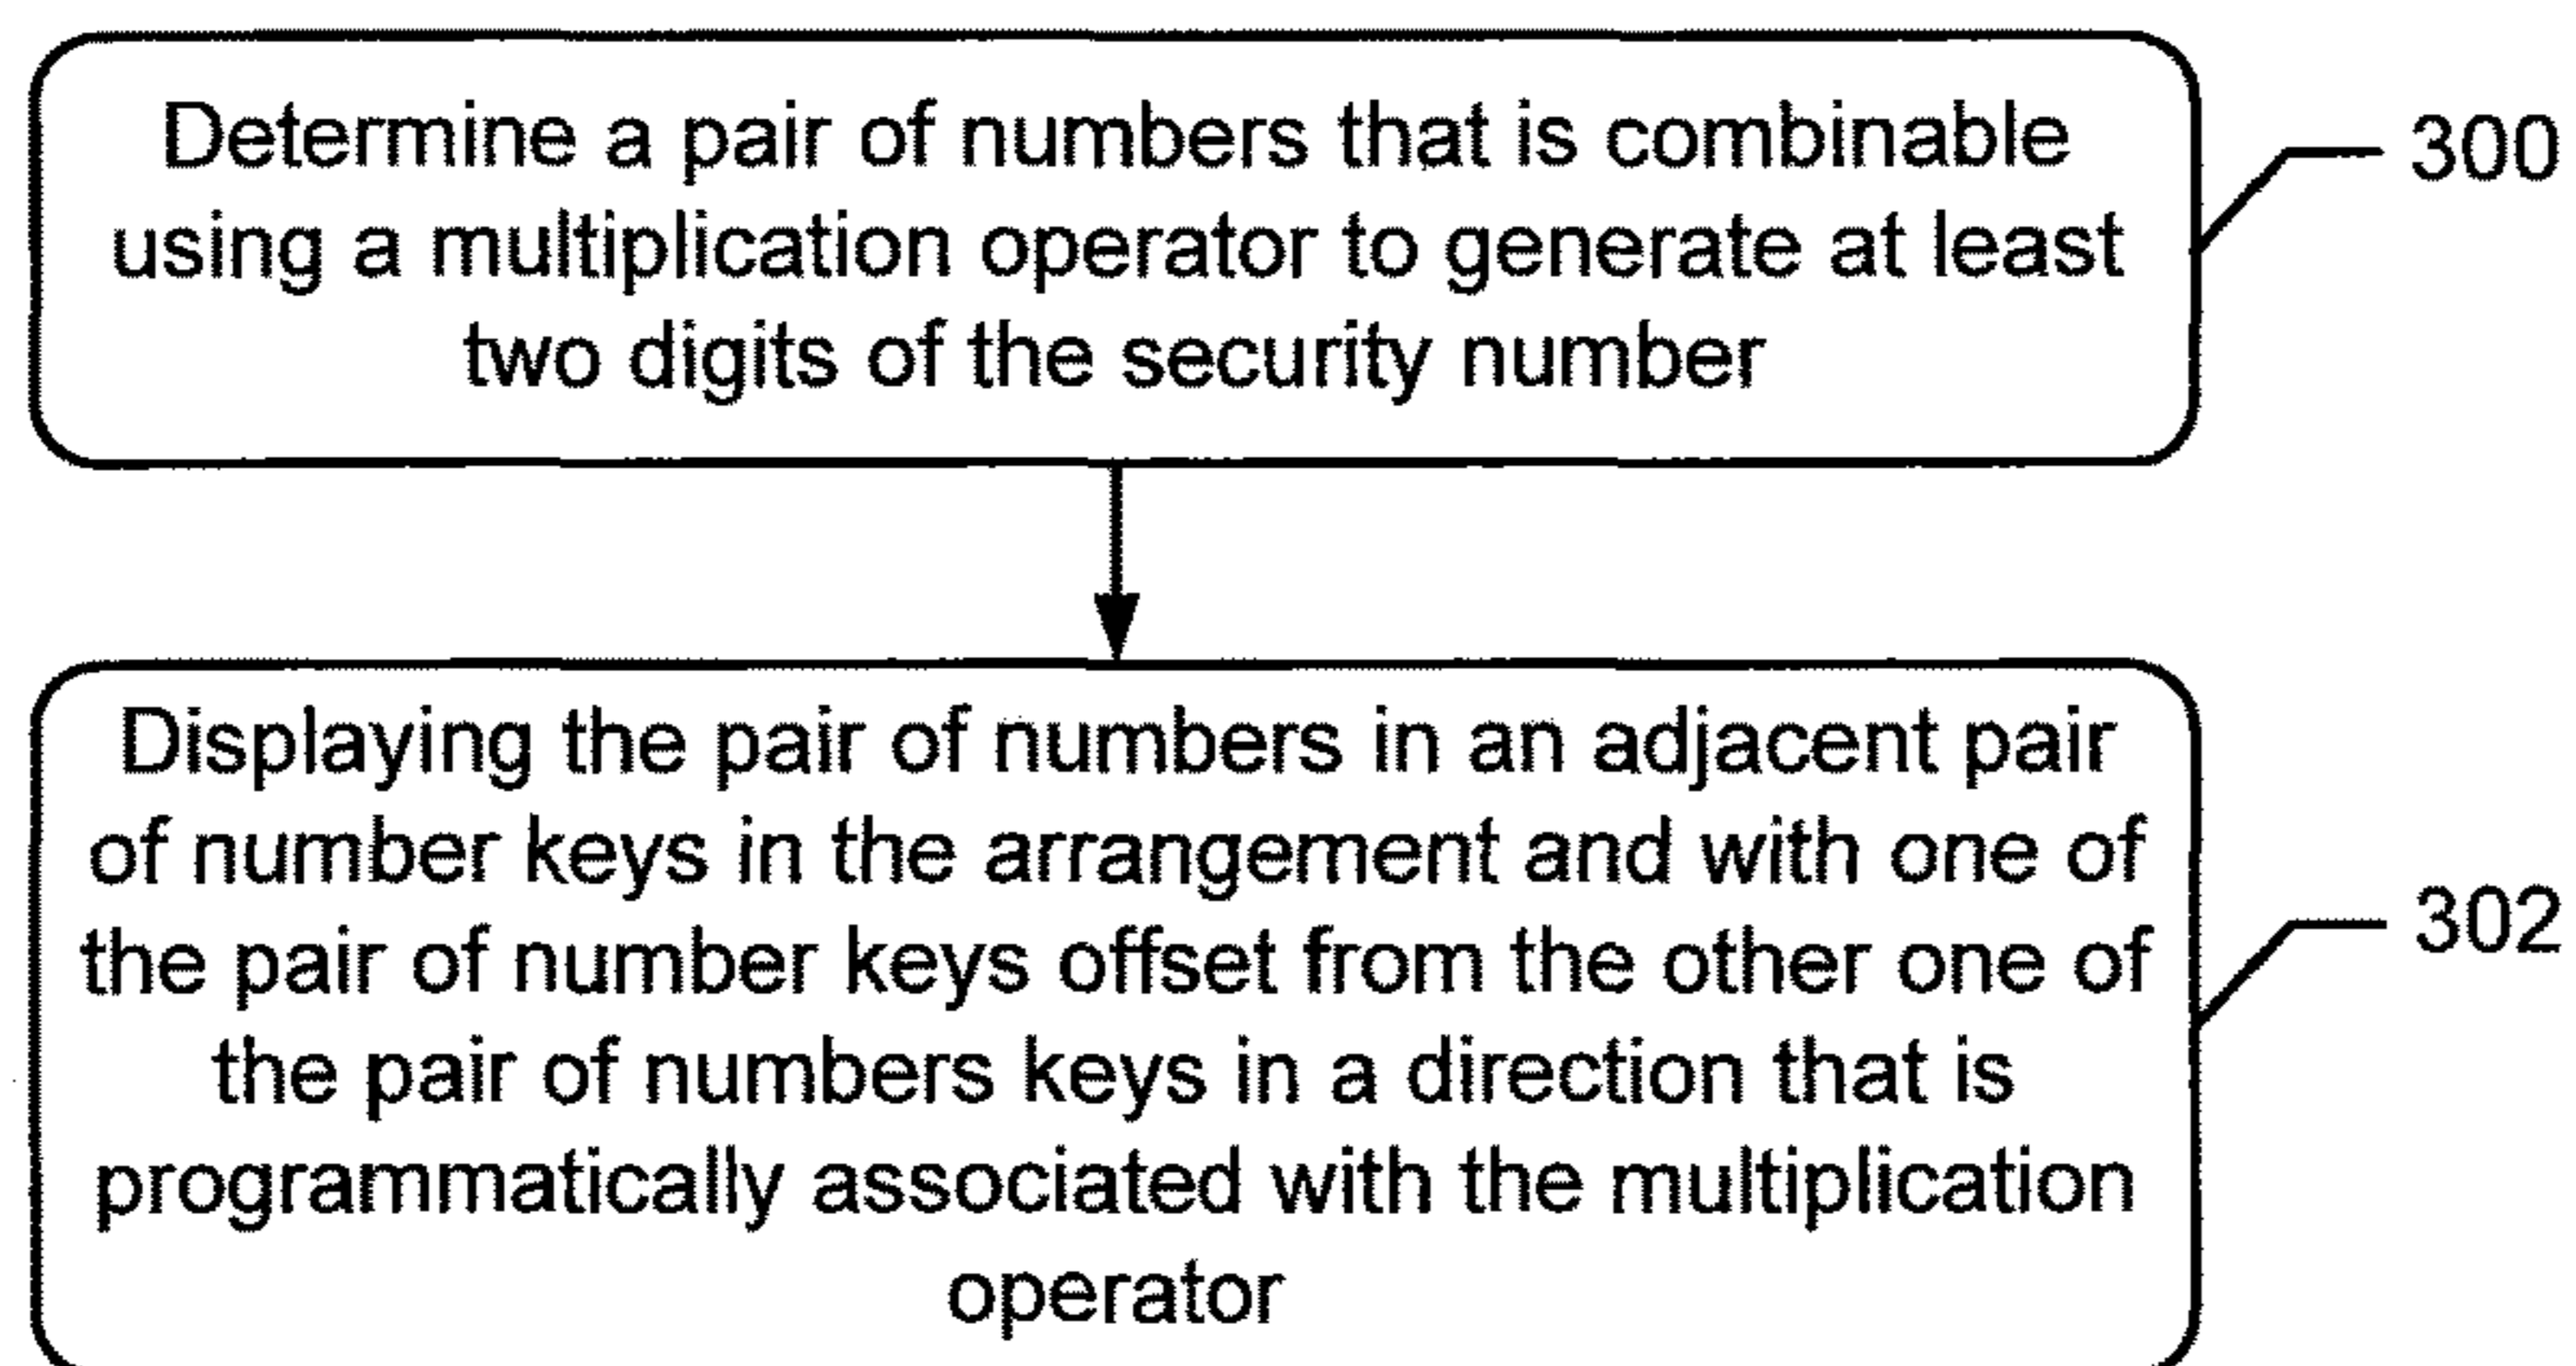 Determine a pair of numbers that is combinable
using a multiplication operator to generate at least
two digits of the security number
300
Displaying the pair of numbers in an adjacent pair
of number keys in the arrangement and with one of
the pair of number keys offset from the other one of
the pair of numbers keys in a direction that is
programmatically associated with the multiplication
operator
302